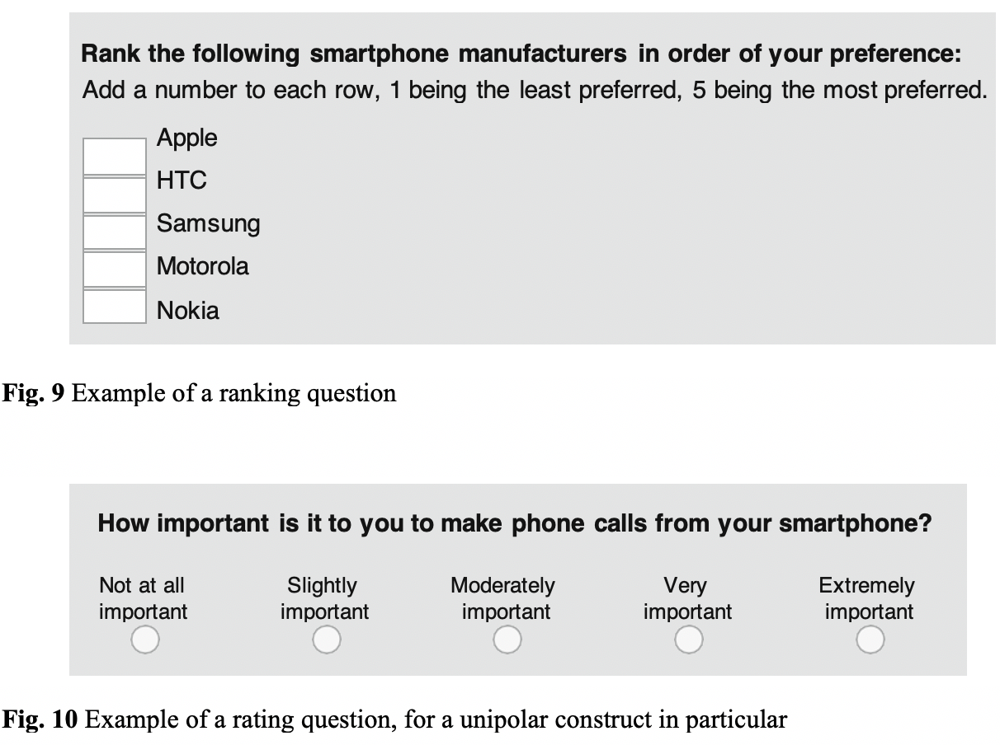 Rank the following smartphone manufacturers in order of your preference:
Add a number to each row, 1 being the least preferred, 5 being the most preferred.
Apple
HTC
Samsung
Motorola
Nokia
Fig. 9 Example of a ranking question
How important is it to you to make phone calls from your smartphone?
Not at all important
Slightly important
Moderately important
Very important
Extremely important
Fig. 10 Example of a rating question, for a unipolar construct in particular